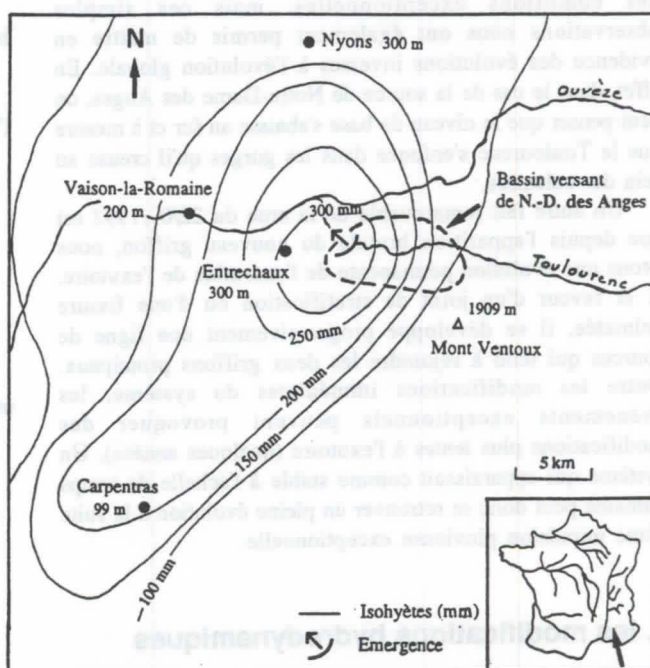 N
Nyons 300 m
Ouvèze
Vaison-la-Romaine
200 m
300 mm
Bassin versant
de N.-D. des Anges
Entrechaux
300 m
Toulourenc
250 mm
1909 m
Mont Ventoux
200 mm
150 mm
5 km
Carpentras
99 m
100 mm
Isohyètes (mm)
Emergence